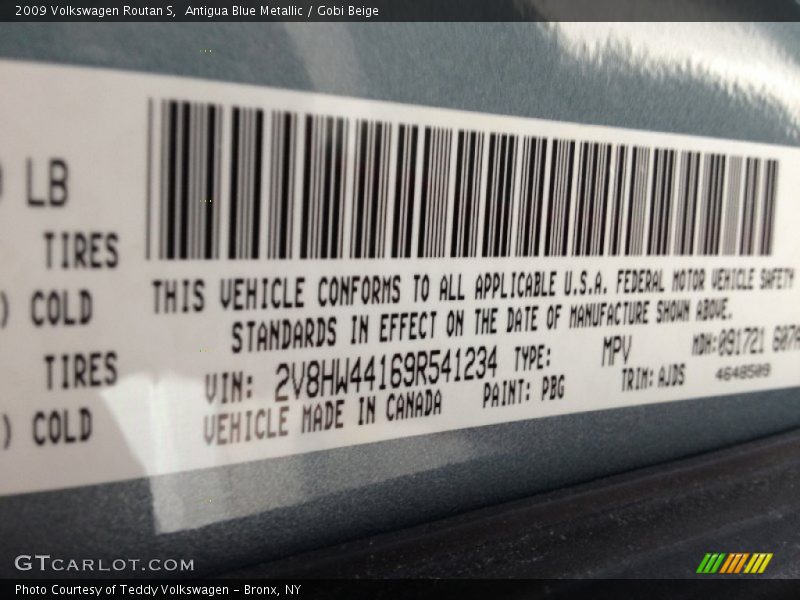 2009 Volkswagen Routan S,  Antigua Blue Metallic / Gobi Beige
LB
TIRES
) COLD
TIRES
) COLD
THIS VEHICLE CONFORMS TO ALL APPLICABLE U.S.A. FEDERAL MOTOR VEHICLE SAFETY
STANDARDS IN EFFECT ON THE DATE OF MANUFACTURE SHOWN ABOVE.
VIN: 2V8HW44169R541234 TYPE: MPV MDH:091721 607A
VEHICLE MADE IN CANADA PAINT: PBG TRIM: AJDS 4648509
GTCARLOT.COM
Photo Courtesy of Teddy Volkswagen – Bronx, NY